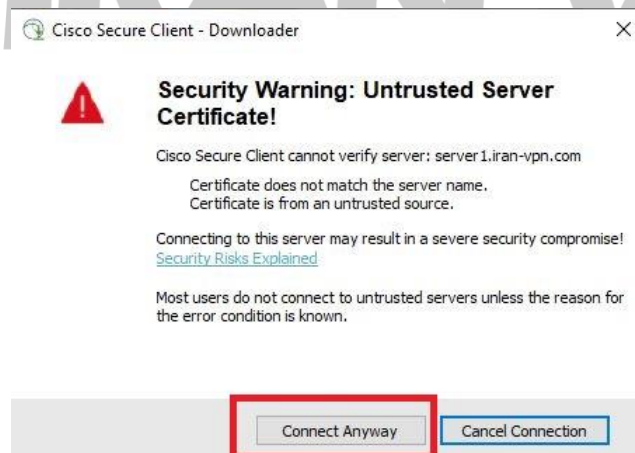 Cisco Secure Client - Downloader
Security Warning: Untrusted Server
Certificate!
Cisco Secure Client cannot verify server: server1.iran-vpn.com
Certificate does not match the server name.
Certificate is from an untrusted source.
Connecting to this server may result in a severe security compromise!
Security Risks Explained
Most users do not connect to untrusted servers unless the reason for
the error condition is known.
Connect Anyway
Cancel Connection